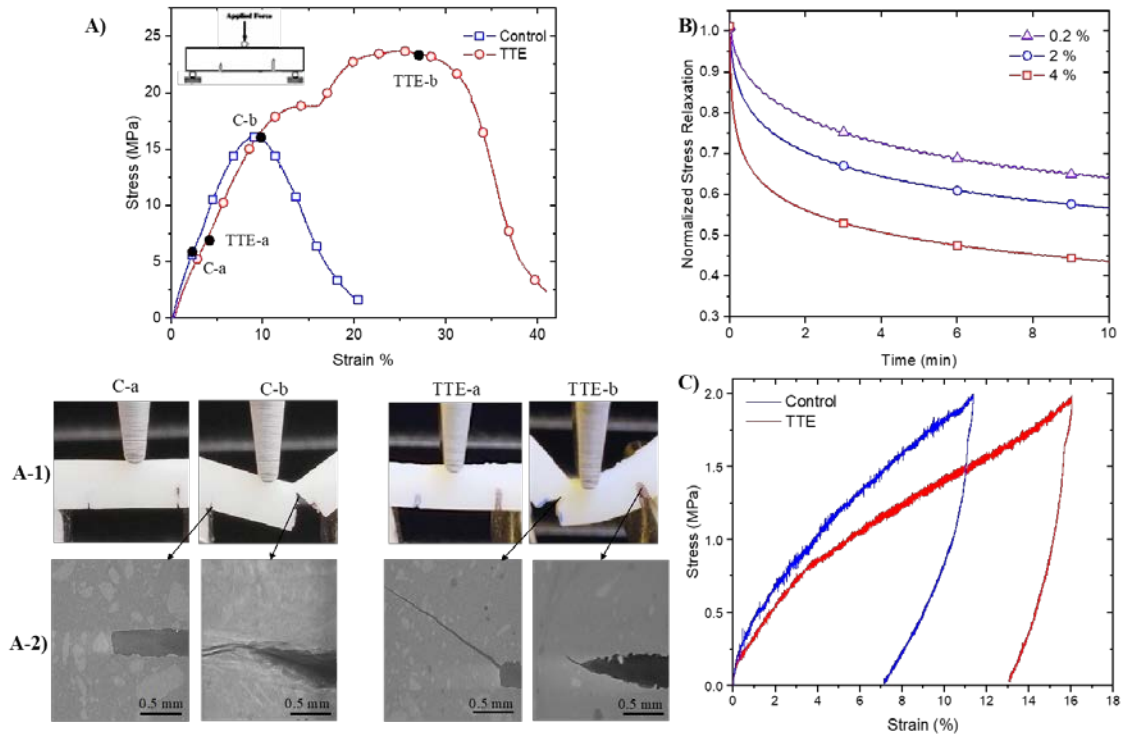 A)
Applied Force
Control
TTE
TTE-b
C-b
TTE-a
C-a
25
20
15
10
5
0
Stress (MPa)
0 10 20 30 40
Strain %
B)
0.2 %
2 %
4 %
1.0
0.9
0.8
0.7
0.6
0.5
0.4
0.3
Normalized Stress Relaxation
0 2 4 6 8 10
Time (min)
C-a C-b TTE-a TTE-b
A-1)
A-2)
0.5 mm 0.5 mm 0.5 mm 0.5 mm
C)
Control
TTE
2.0
1.5
1.0
0.5
0.0
Stress (MPa)
0 2 4 6 8 10 12 14 16 18
Strain (%)